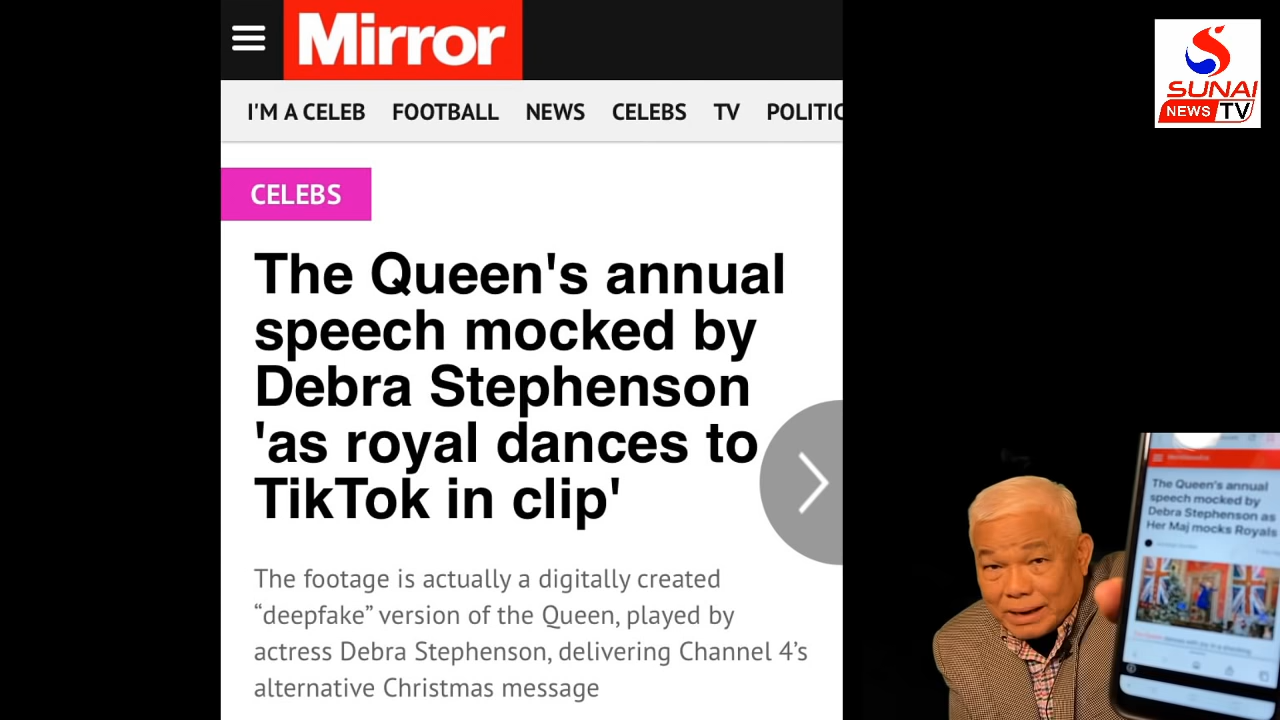 Mirror
I'M A CELEB FOOTBALL NEWS CELEBS TV POLITIC
CELEBS
The Queen's annual
speech mocked by
Debra Stephenson
'as royal dances to
TikTok in clip'
The footage is actually a digitally created
“deepfake” version of the Queen, played by
actress Debra Stephenson, delivering Channel 4’s
alternative Christmas message
SUNAI
NEWS TV
The Queen's annual
speech mocked by
Debra Stephenson as
Her Maj mocks Royals